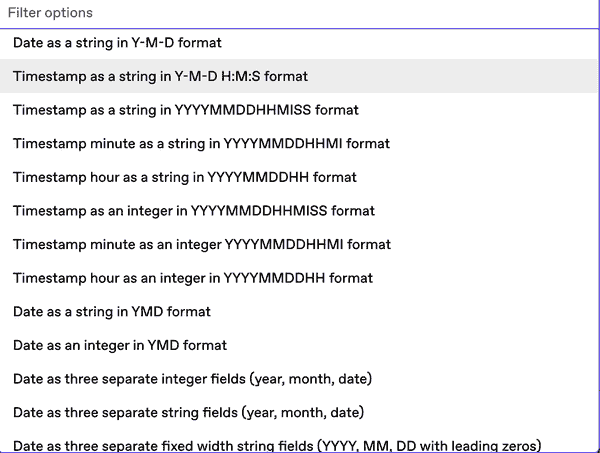 Filter options
Date as a string in Y-M-D format
Timestamp as a string in Y-M-D H:M:S format
Timestamp as a string in YYYYMMDDHHMISS format
Timestamp minute as a string in YYYYMMDDHHMI format
Timestamp hour as a string in YYYYMMDDHH format
Timestamp as an integer in YYYYMMDDHHMISS format
Timestamp minute as an integer YYYYMMDDHHMI format
Timestamp hour as an integer in YYYYMMDDHH format
Date as a string in YMD format
Date as an integer in YMD format
Date as three separate integer fields (year, month, date)
Date as three separate string fields (year, month, date)
Date as three separate fixed width string fields (YYYY, MM, DD with leading zeros)